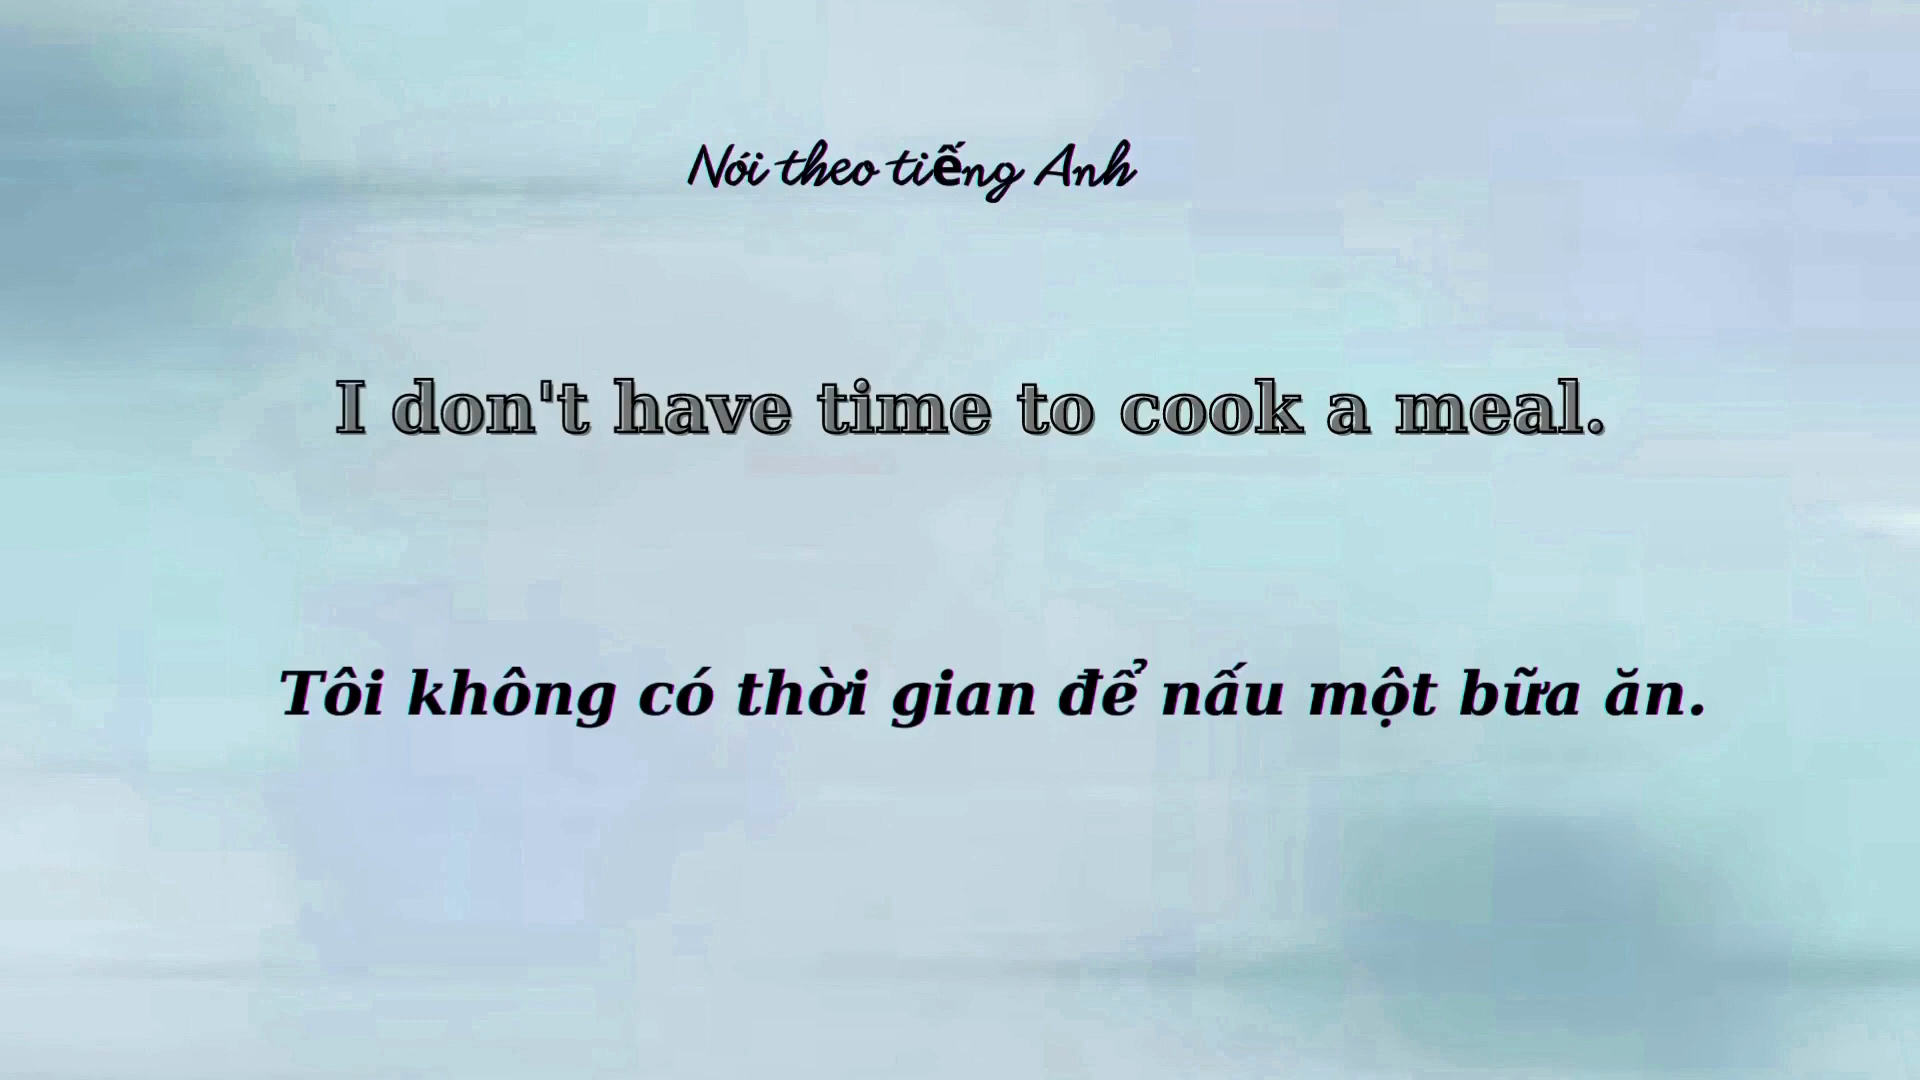 Nói theo tiếng Anh
I don't have time to cook a meal.
Tôi không có thời gian để nấu một bữa ăn.